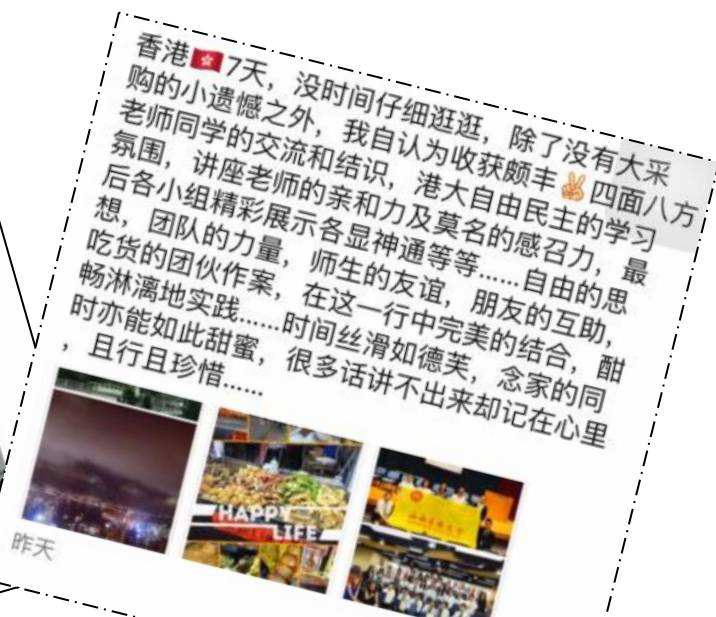 香港🇭🇰7天，没时间仔细逛逛，除了没有大采
购的小遗憾之外，我自认为收获颇丰✌四面八方
老师同学的交流和结识，港大自由民主的学习
氛围，讲座老师的亲和力及莫名的感召力，最
后各小组精彩展示各显神通等等……自由的思
想，团队的力量，师生的友谊，朋友的互助，
吃货的团伙作案，在这一行中完美的结合，酣
畅淋漓地实践……时间丝滑如德芙，念家的同
时亦能如此甜蜜，很多话讲不出来却记在心里
，且行且珍惜……
HAPPY
LIFE
昨天